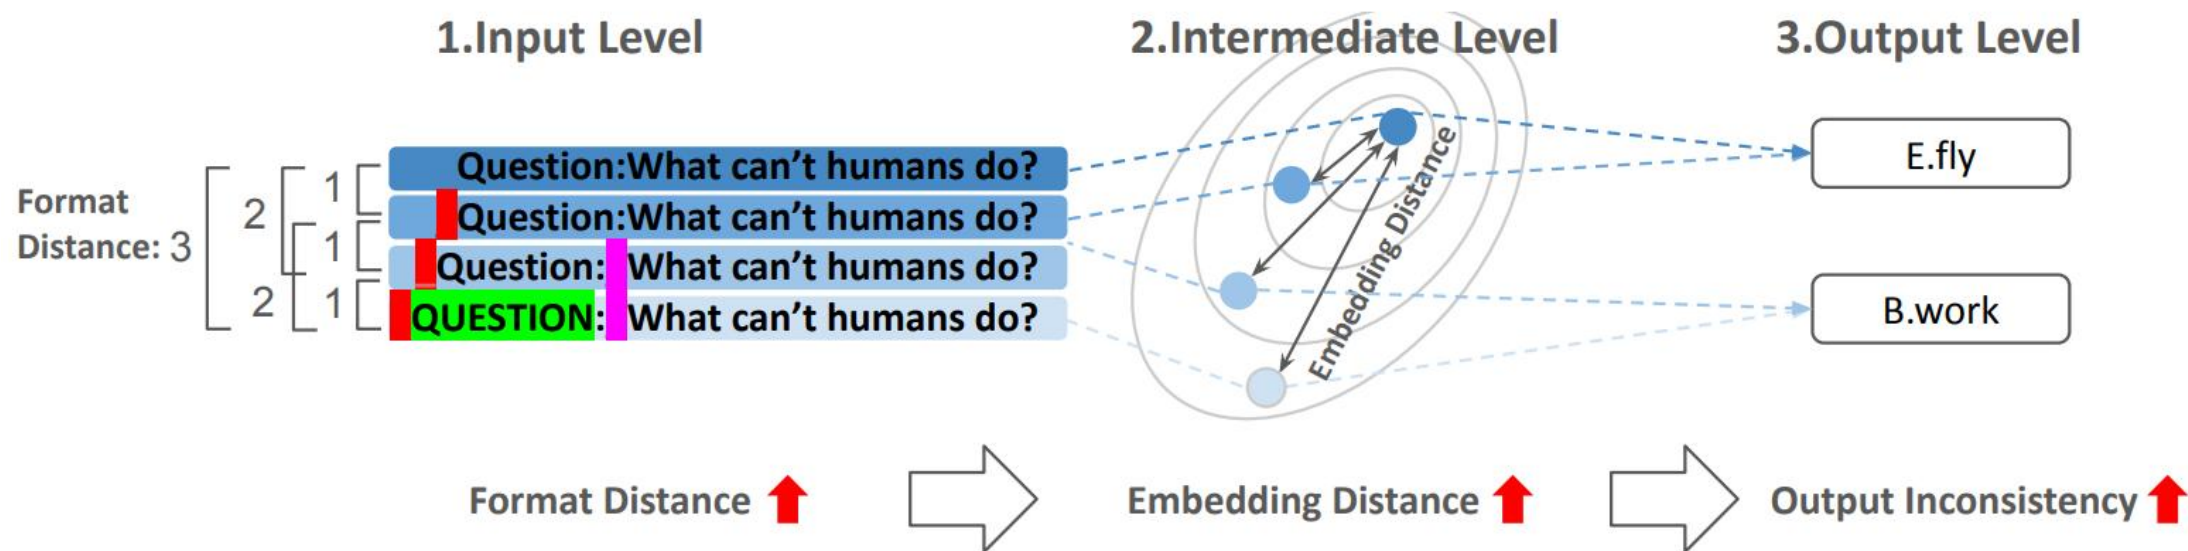 1.Input Level
2.Intermediate Level
3.Output Level
Format
Distance: 3
2
1
1
2
1
Question:What can’t humans do?
Question:What can’t humans do?
Question: What can’t humans do?
QUESTION: What can’t humans do?
Embedding Distance
E.fly
B.work
Format Distance
Embedding Distance
Output Inconsistency